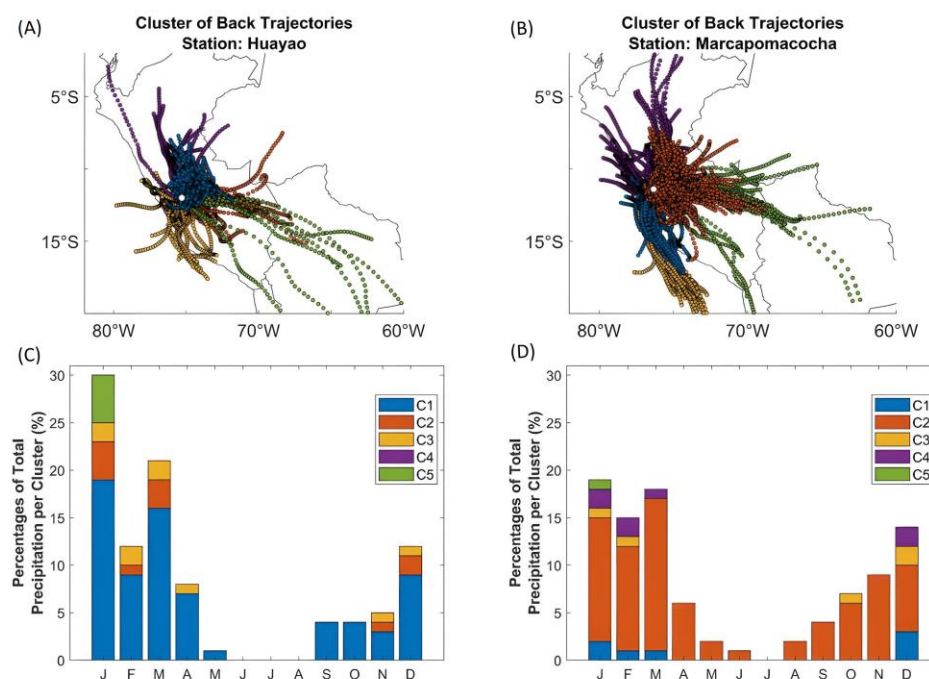 (A)
Cluster of Back Trajectories
Station: Huayao
5°S
15°S
80°W 70°W 60°W
(B)
Cluster of Back Trajectories
Station: Marcapomacocha
5°S
15°S
80°W 70°W 60°W
(C)
Percentages of Total
Precipitation per Cluster (%)
30
25
20
15
10
5
0
J F M A M J J A S O N D
C1
C2
C3
C4
C5
(D)
Percentages of Total
Precipitation per Cluster (%)
30
25
20
15
10
5
0
J F M A M J J A S O N D
C1
C2
C3
C4
C5